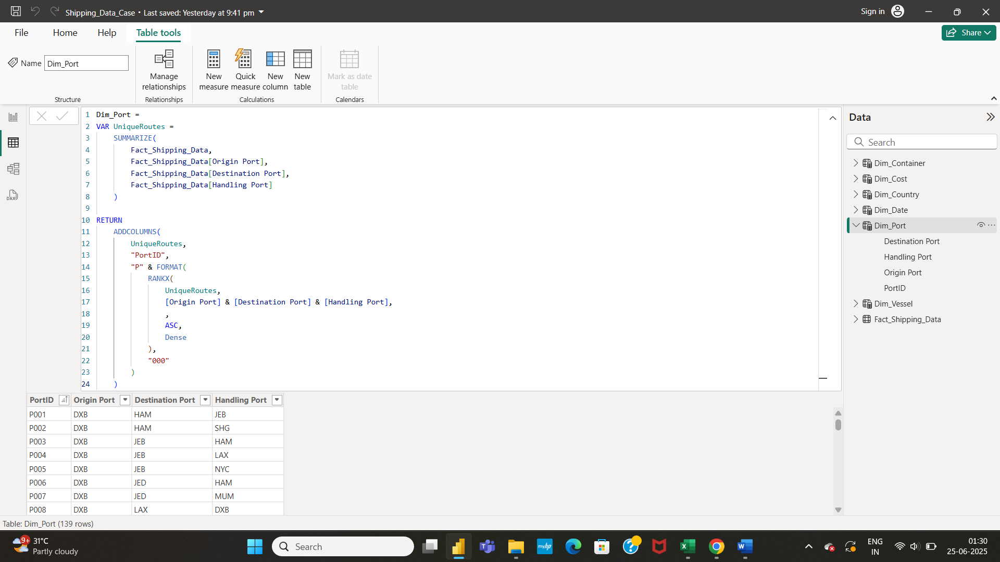 Shipping_Data_Case • Last saved: Yesterday at 9:41 pm
Sign in
File Home Help Table tools
Share
Name Dim_Port
Manage relationships
New measure
Quick measure
New column
New table
Mark as date table
Structure Relationships Calculations Calendars
1 Dim_Port =
2 VAR UniqueRoutes =
3 SUMMARIZE(
4 Fact_Shipping_Data,
5 Fact_Shipping_Data[Origin Port],
6 Fact_Shipping_Data[Destination Port],
7 Fact_Shipping_Data[Handling Port]
8 )
9
10 RETURN
11 ADDCOLUMNS(
12 UniqueRoutes,
13 "PortID",
14 "P" & FORMAT(
15 RANKX(
16 UniqueRoutes,
17 [Origin Port] & [Destination Port] & [Handling Port],
18 ,
19 ASC,
20 Dense
21 ),
22 "000"
23 )
24 )
DAX
Data
Search
Dim_Container
Dim_Cost
Dim_Country
Dim_Date
Dim_Port
Destination Port
Handling Port
Origin Port
PortID
Dim_Vessel
Fact_Shipping_Data
PortID Origin Port Destination Port Handling Port
P001 DXB HAM JEB
P002 DXB HAM SHG
P003 DXB JEB HAM
P004 DXB JEB LAX
P005 DXB JEB NYC
P006 DXB JED HAM
P007 DXB JED MUM
P008 DXB LAX DXB
Table: Dim_Port (139 rows)
9+
31°C
Partly cloudy
Search
myhp
ENG
IN
01:30
25-06-2025